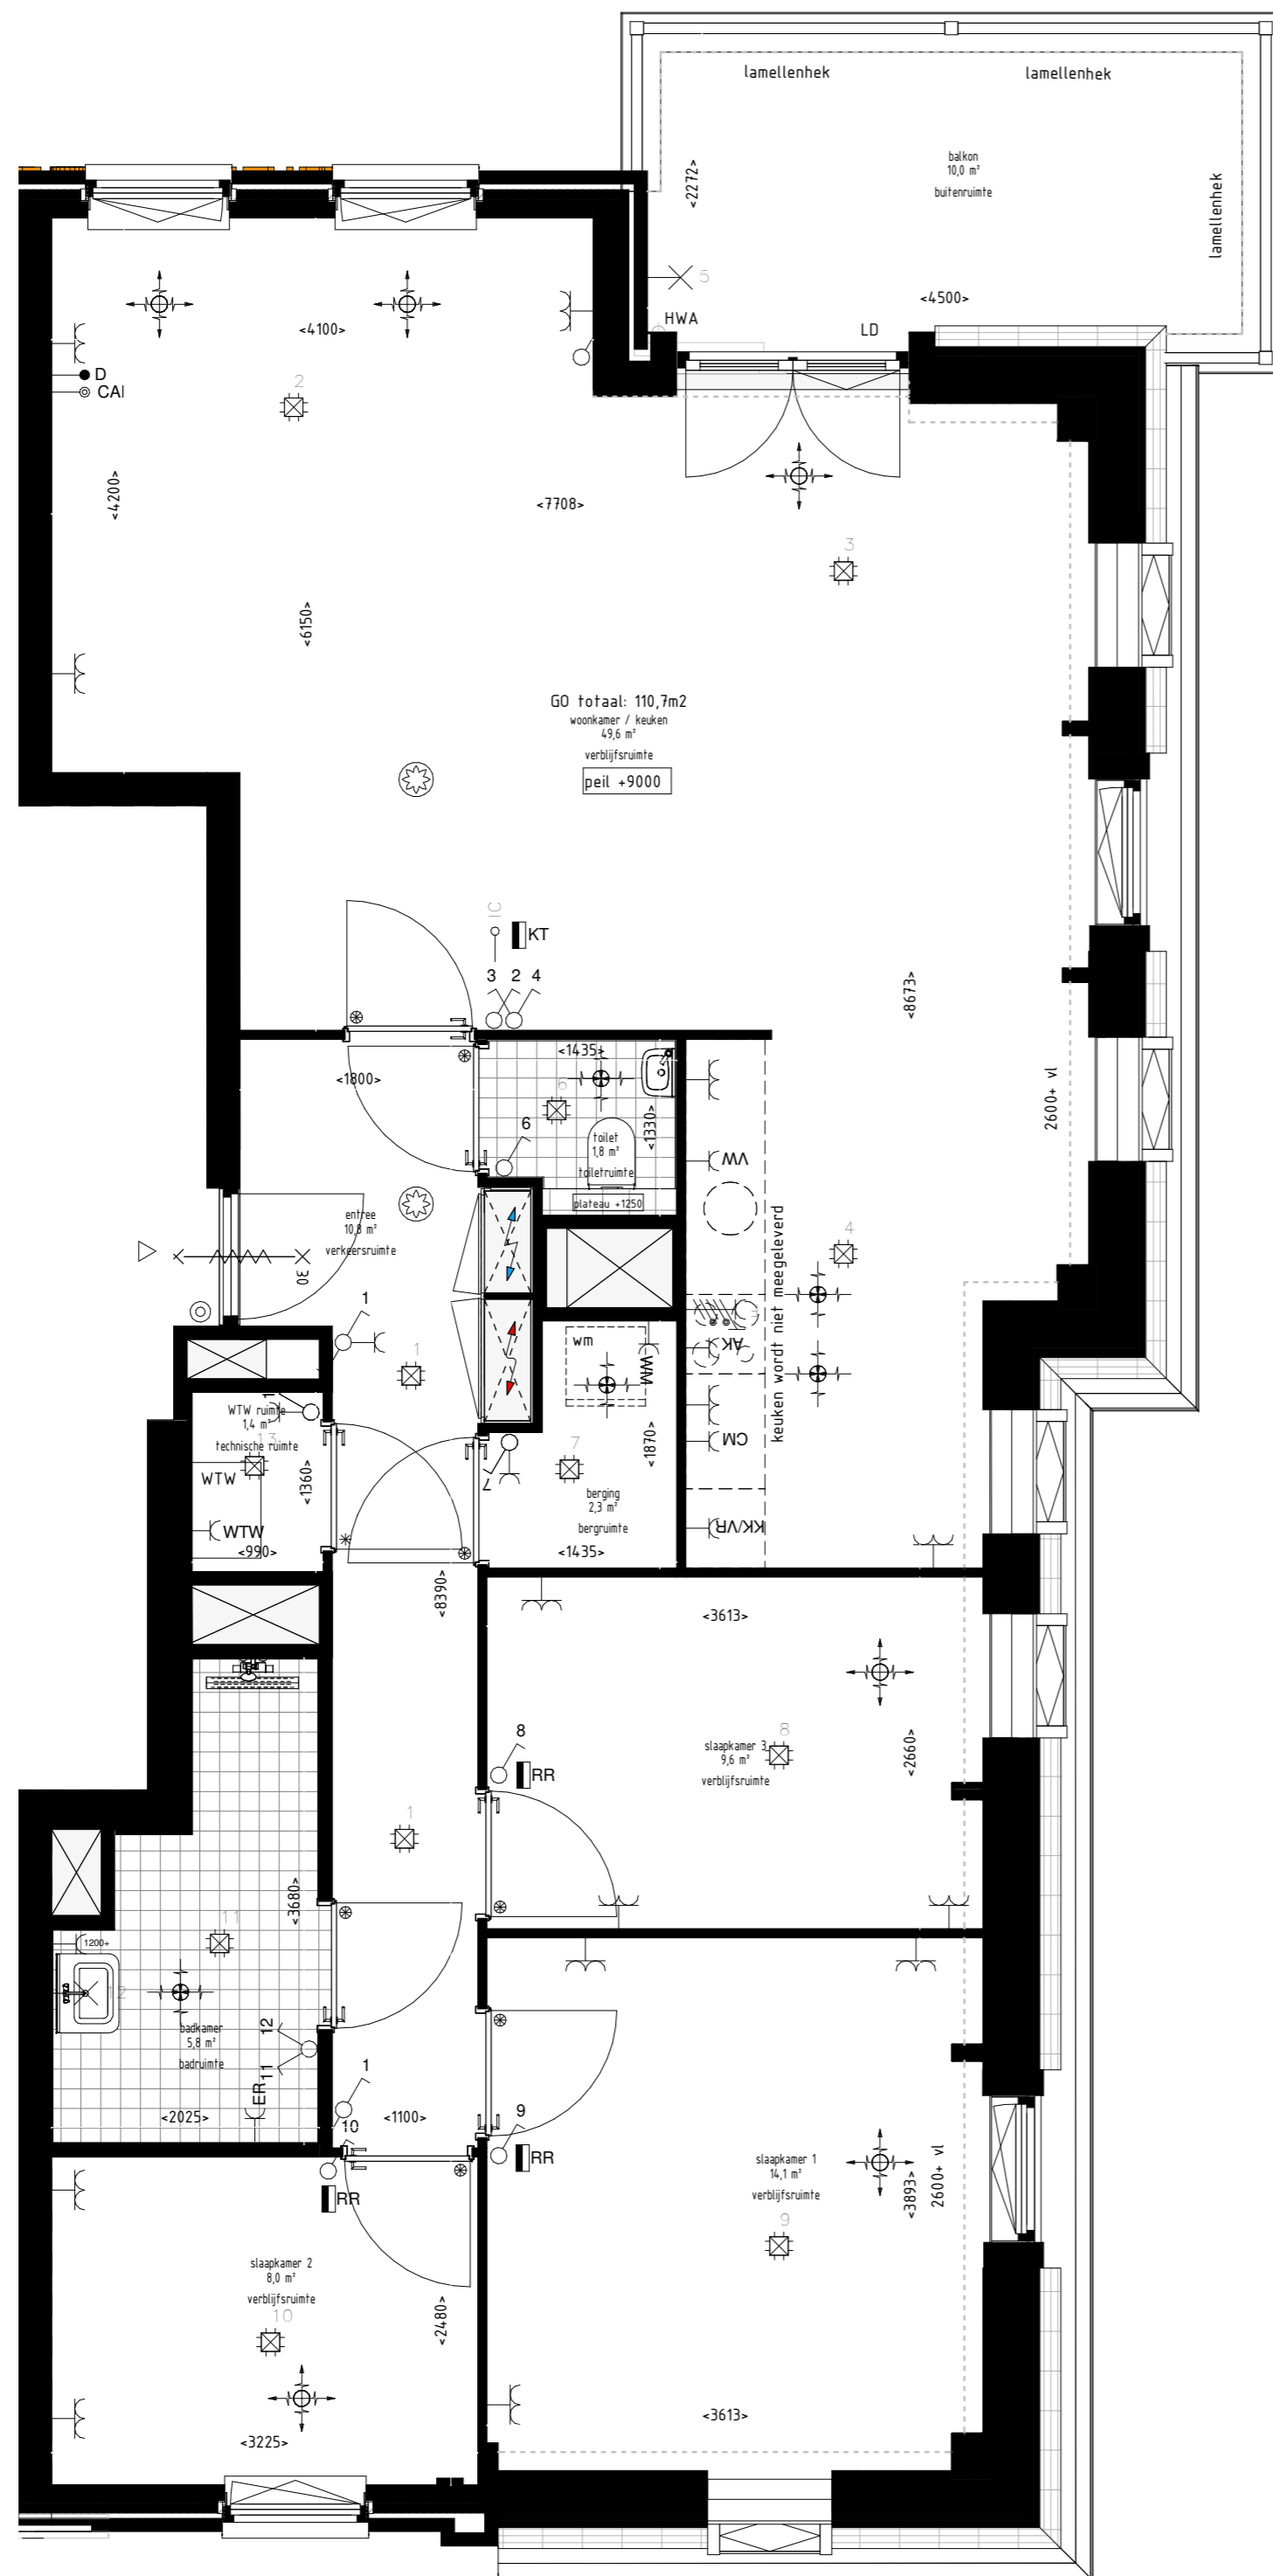 lamellenhek
lamellenhek
balkon
10,0 m²
buitenruimte
lamellenhek
<2272>
5
<4500>
HWA
LD
<4100>
D
CAI
2
<4200>
<7708>
3
<6150>
GO totaal: 110,7m2
woonkamer / keuken
49,6 m²
verblijfsruimte
peil +9000
IC
KT
3 2 4
<8673>
<1435>
<1800>
2600+ vl
6
<1330>
6
toilet
1,8 m²
toiletruimte
VW
plateau +1250
entree
10,8 m²
verkeersruimte
keuken wordt niet meegeleverd
4
30
1
wm
WM
AK
1
1
WTW ruimte
1,4 m²
technische ruimte
13
WTW
<1360>
WTW
<990>
7
7
<1870>
CM
berging
2,3 m²
bergruimte
KK/VR
<1435>
<8390>
<3613>
8
RR
slaapkamer 3
8
9,6 m²
verblijfsruimte
<2660>
1
<3680>
11
1200+
12
badkamer
5,8 m²
badruimte
12
11
ER
<2025>
1
<1100>
10
RR
9
RR
slaapkamer 1
14,1 m²
verblijfsruimte
<3893>
2600+ vl
9
slaapkamer 2
8,0 m²
verblijfsruimte
10
<2480>
<3225>
<3613>